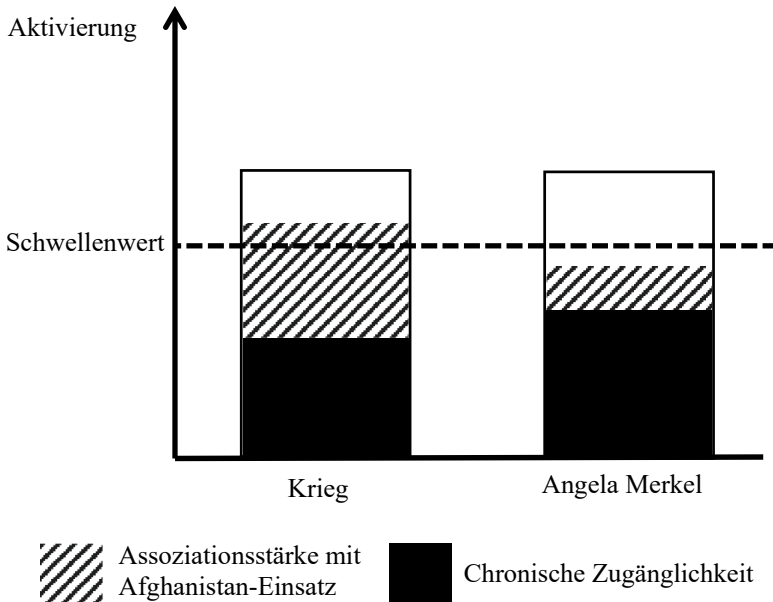 Aktivierung
Schwellenwert
Krieg
Angela Merkel
Assoziationsstärke mit
Afghanistan-Einsatz
Chronische Zugänglichkeit